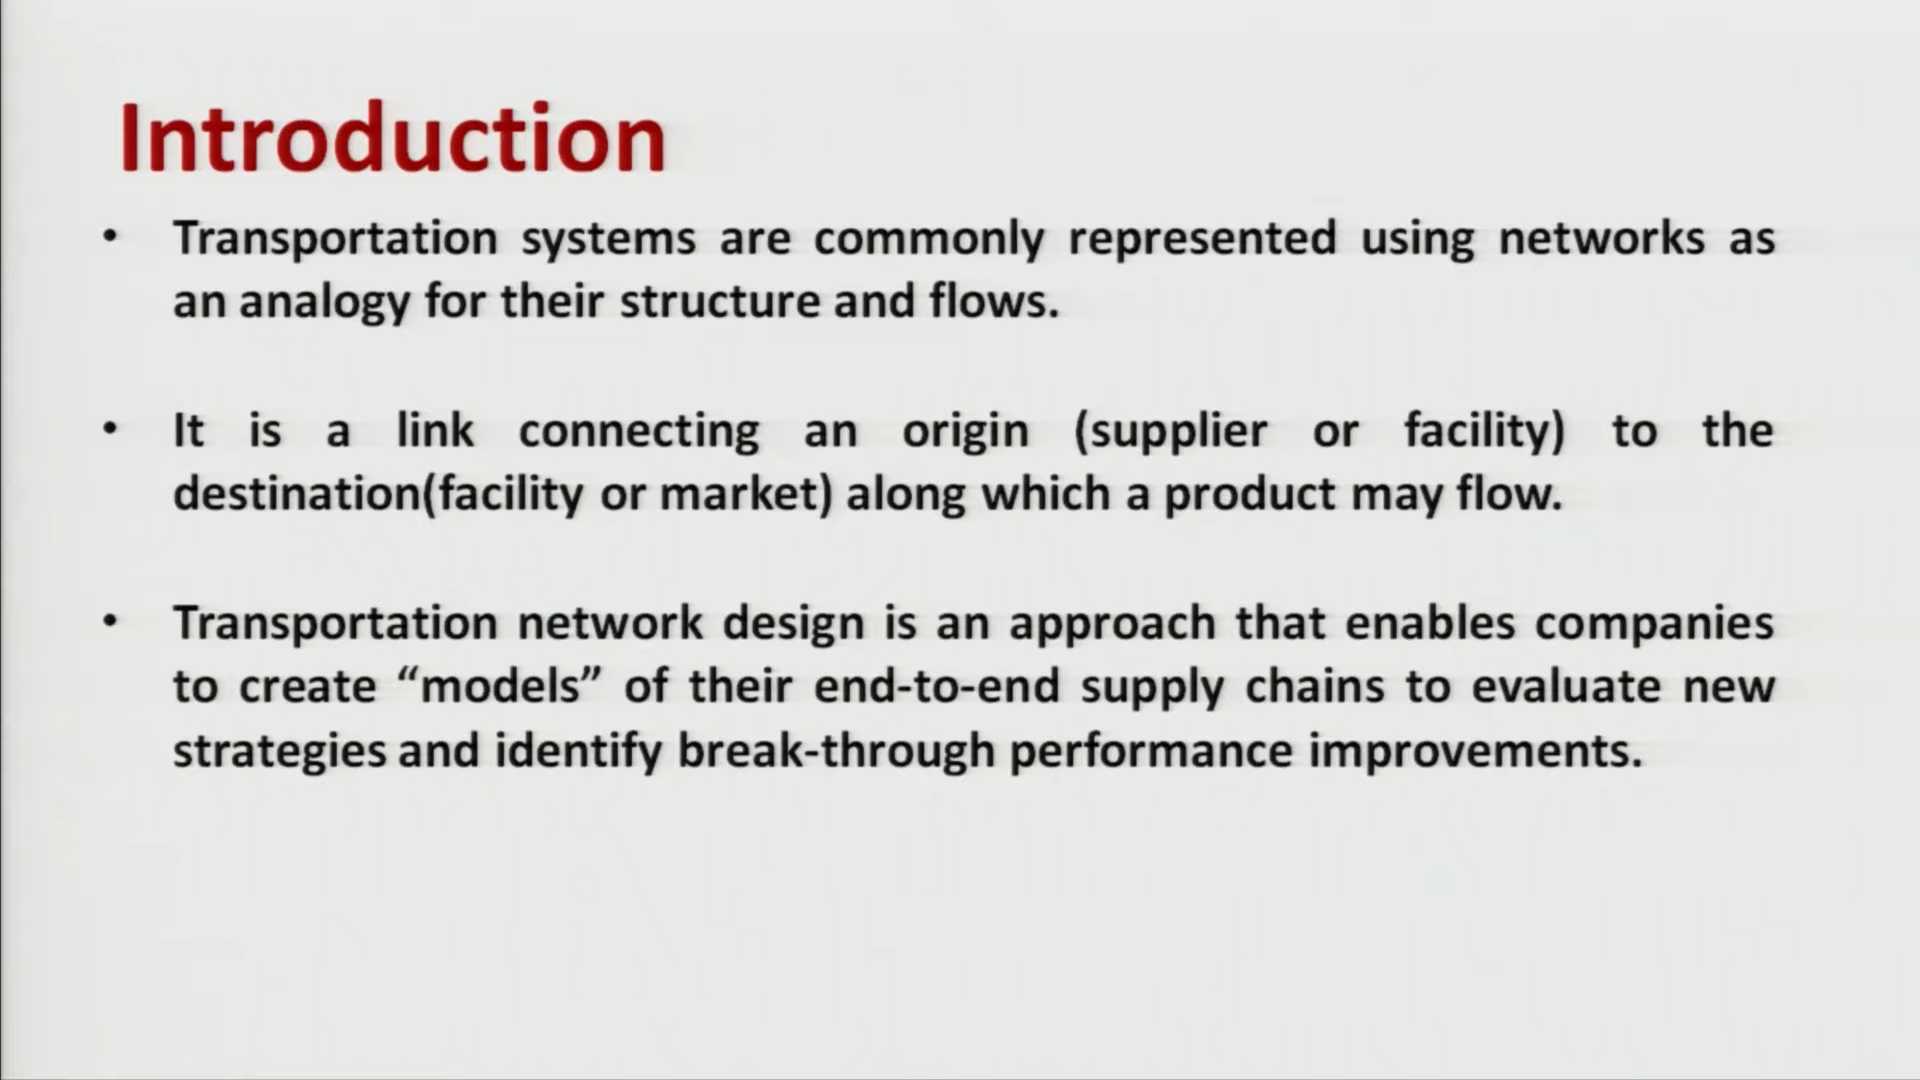 Introduction
• Transportation systems are commonly represented using networks as
an analogy for their structure and flows.
• It is a link connecting an origin (supplier or facility) to the
destination(facility or market) along which a product may flow.
• Transportation network design is an approach that enables companies
to create “models” of their end-to-end supply chains to evaluate new
strategies and identify break-through performance improvements.